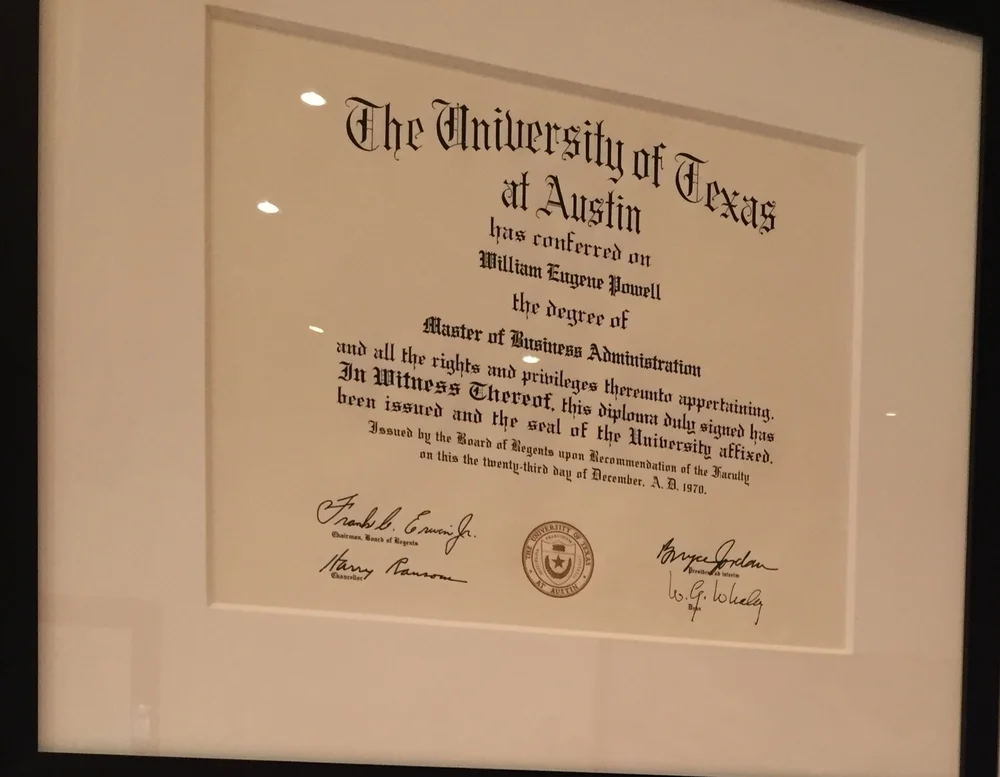 The University of Texas
at Austin
has conferred on
William Eugene Powell
the degree of
Master of Business Administration
and all the rights and privileges thereunto appertaining.
In Witness Thereof, this diploma duly signed has
been issued and the seal of the University affixed.
Issued by the Board of Regents upon Recommendation of the Faculty
on this the twenty-third day of December, A. D. 1970.
Frank C. Erwin Jr.
Chairman, Board of Regents
Harry Ransom
Chancellor
THE UNIVERSITY OF TEXAS
AT AUSTIN
Bryce Jordan
President ad interim
W. G. Whaley
Dean